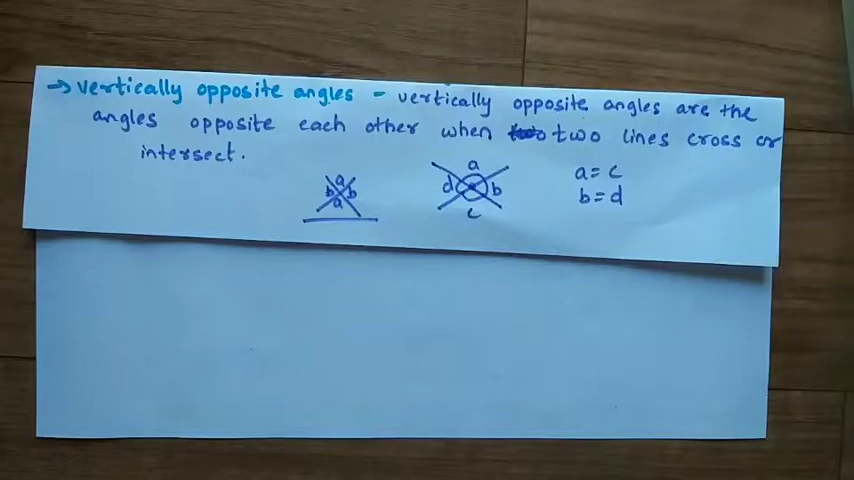 → vertically opposite angles - vertically opposite angles are the
angles opposite each other when two lines cross or
intersect.
a
b b
a
a
d b
c
a = c
b = d